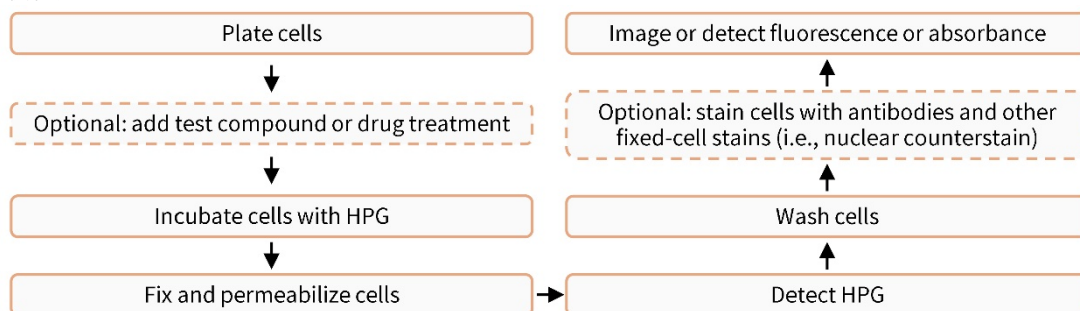 Plate cells
Optional: add test compound or drug treatment
Incubate cells with HPG
Fix and permeabilize cells
Detect HPG
Wash cells
Optional: stain cells with antibodies and other
fixed-cell stains (i.e., nuclear counterstain)
Image or detect fluorescence or absorbance